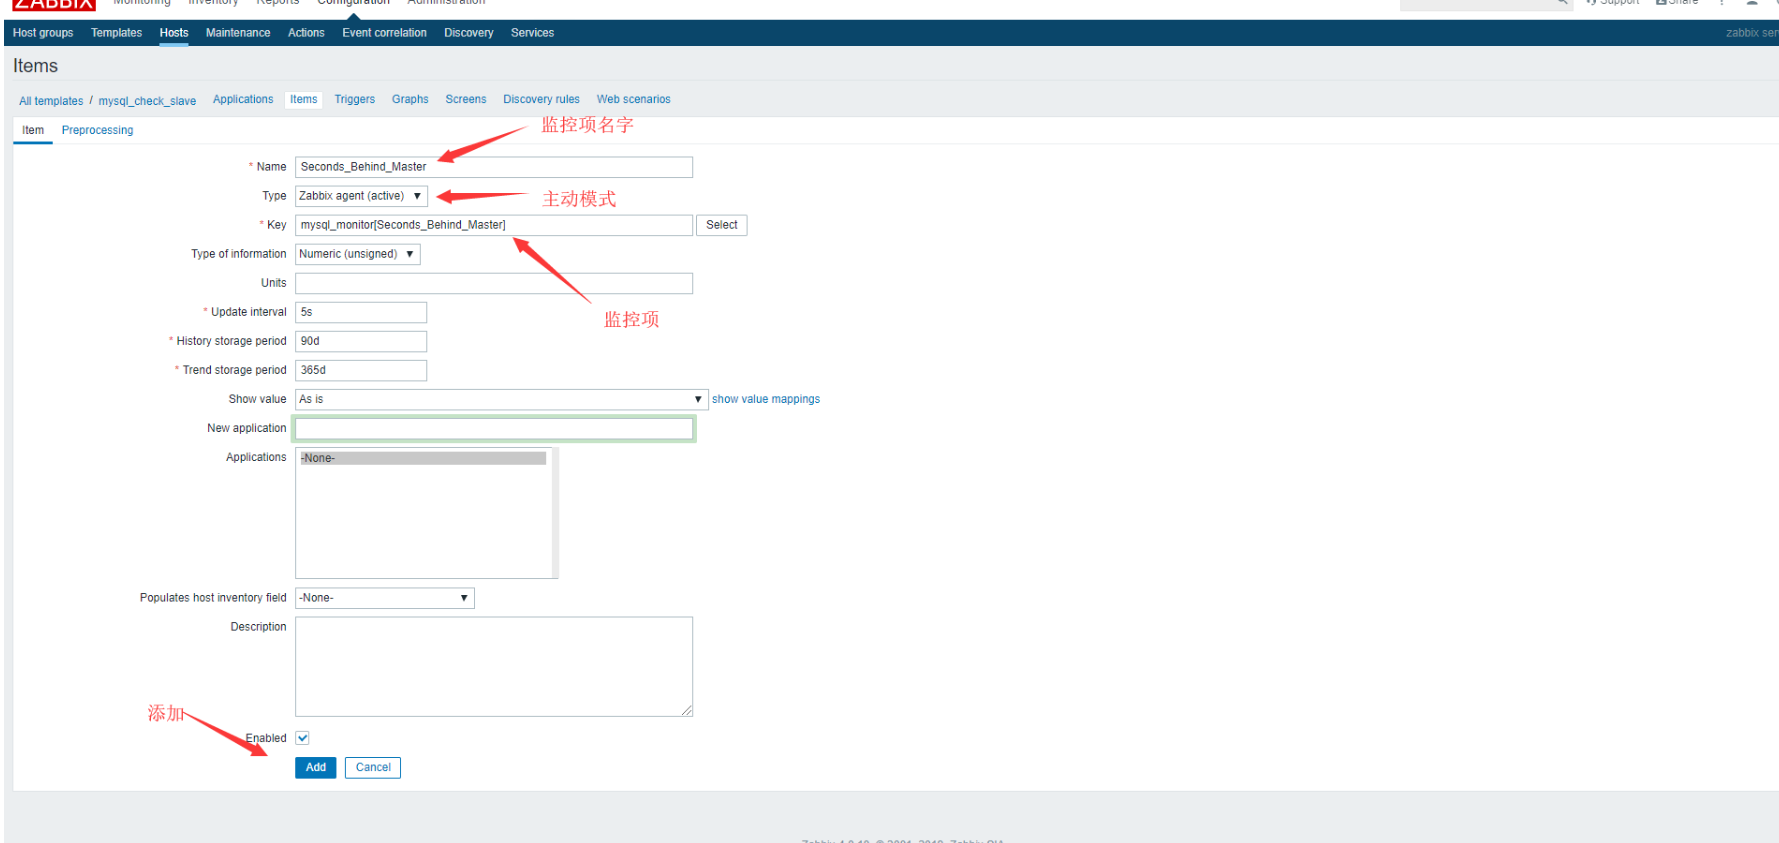 ZABBIX Monitoring Inventory Reports Configuration Administration Support Share ?
Host groups Templates Hosts Maintenance Actions Event correlation Discovery Services zabbix ser
Items
All templates / mysql_check_slave Applications Items Triggers Graphs Screens Discovery rules Web scenarios
监控项名字
Item Preprocessing
* Name Seconds_Behind_Master
Type Zabbix agent (active) 主动模式
* Key mysql_monitor[Seconds_Behind_Master] Select
Type of information Numeric (unsigned)
Units
* Update interval 5s
监控项
* History storage period 90d
* Trend storage period 365d
Show value As is show value mappings
New application
Applications -None-
Populates host inventory field -None-
Description
添加
Enabled
Add Cancel